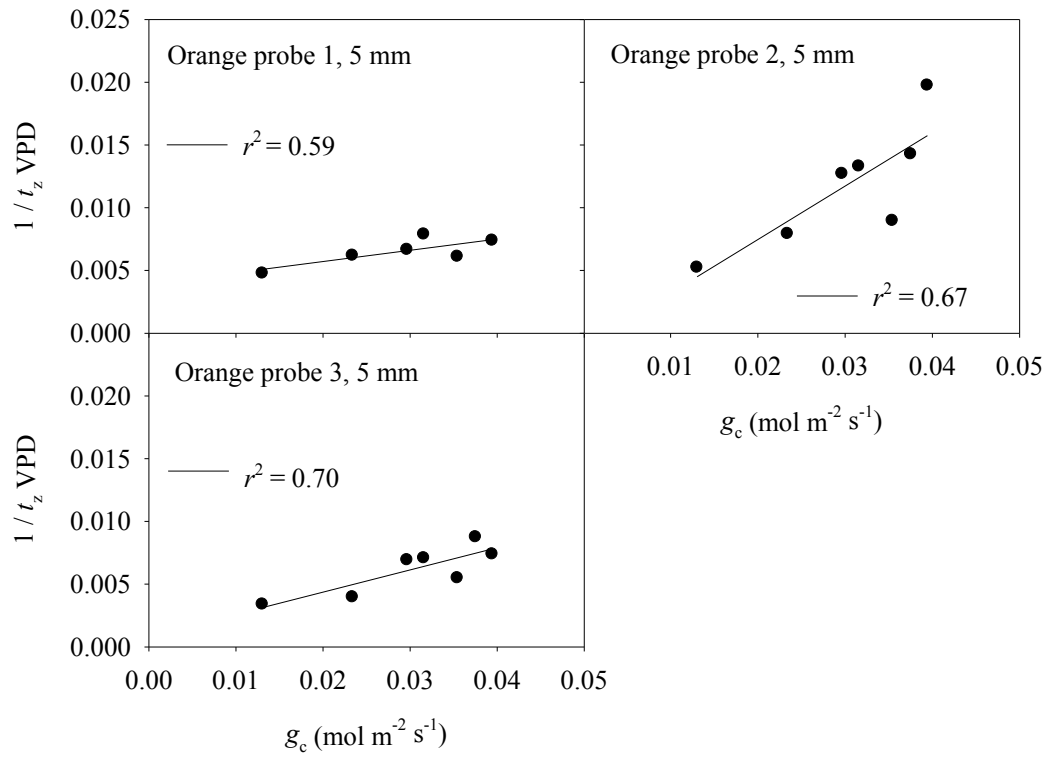 0.025
0.020
0.015
0.010
0.005
0.000
1 / t_z VPD
Orange probe 1, 5 mm
r² = 0.59
Orange probe 2, 5 mm
r² = 0.67
0.01 0.02 0.03 0.04 0.05
g_c (mol m⁻² s⁻¹)
Orange probe 3, 5 mm
r² = 0.70
0.020
0.015
0.010
0.005
0.000
1 / t_z VPD
0.00 0.01 0.02 0.03 0.04 0.05
g_c (mol m⁻² s⁻¹)